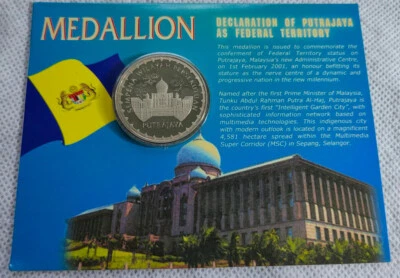 MEDALLION
DECLARATION OF PUTRAJAYA
AS FEDERAL TERRITORY
This medallion is issued to commemorate the
conferment of Federal Territory status on
Putrajaya, Malaysia's new Administrative Centre,
on 1st February 2001, an honour befitting its
stature as the nerve centre of a dynamic and
progressive nation in the new millennium.
Named after the first Prime Minister of Malaysia,
Tunku Abdul Rahman Putra Al-Haj, Putrajaya is
the country's first "Intelligent Garden City", with
sophisticated information network based on
multimedia technologies. This indigenous city
with modern outlook is located on a magnificent
4,581 hectare spread within the Multimedia
Super Corridor (MSC) in Sepang, Selangor.
PUTRAJAYA